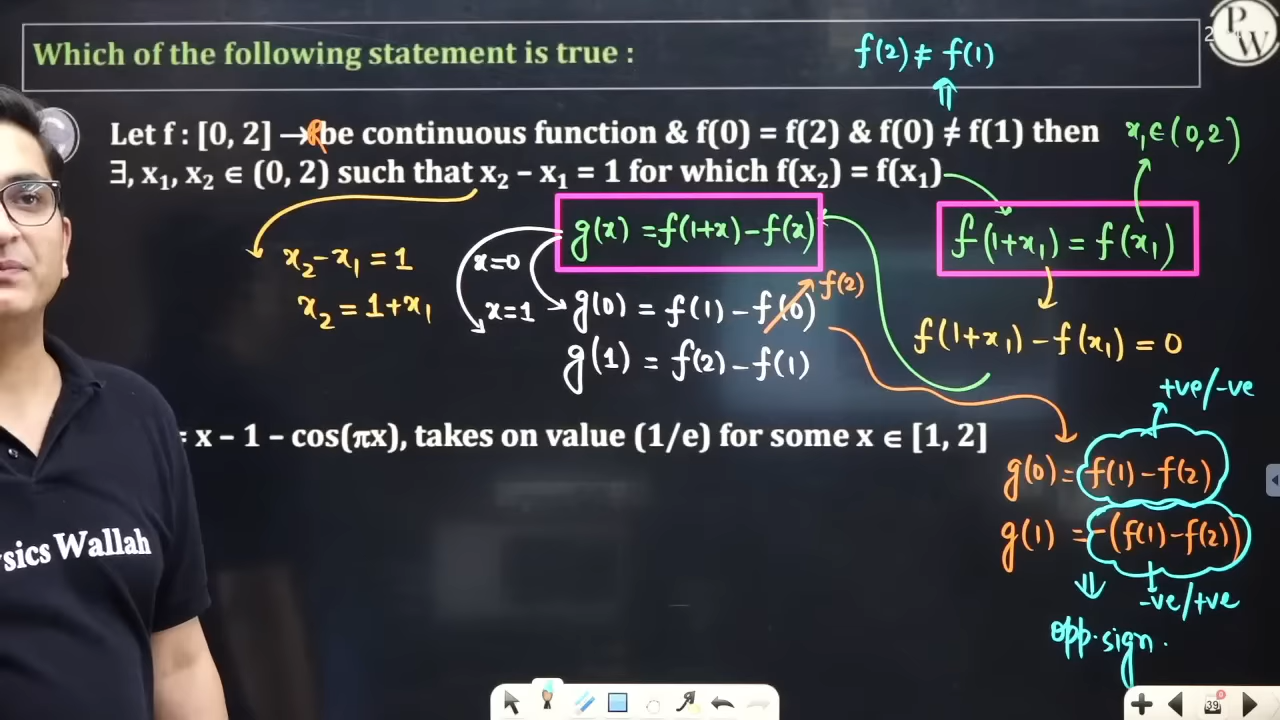 Which of the following statement is true :
f(2) ≠ f(1)
P
W
2
⇑
Let f : [0, 2] → R be continuous function & f(0) = f(2) & f(0) ≠ f(1) then
x₁ ∈ (0,2)
∃, x₁, x₂ ∈ (0, 2) such that x₂ – x₁ = 1 for which f(x₂) = f(x₁)
x₂ - x₁ = 1
x₂ = 1 + x₁
g(x) = f(1+x) - f(x)
x=0
x=1
g(0) = f(1) - f(0) f(2)
g(1) = f(2) - f(1)
f(1+x₁) = f(x₁)
f(1+x₁) - f(x₁) = 0
= x – 1 – cos(πx), takes on value (1/e) for some x ∈ [1, 2]
+ve/-ve
g(0) = f(1) - f(2)
g(1) = -(f(1) - f(2))
⇓
-ve/+ve
opp. sign.
sics Wallah
39
8